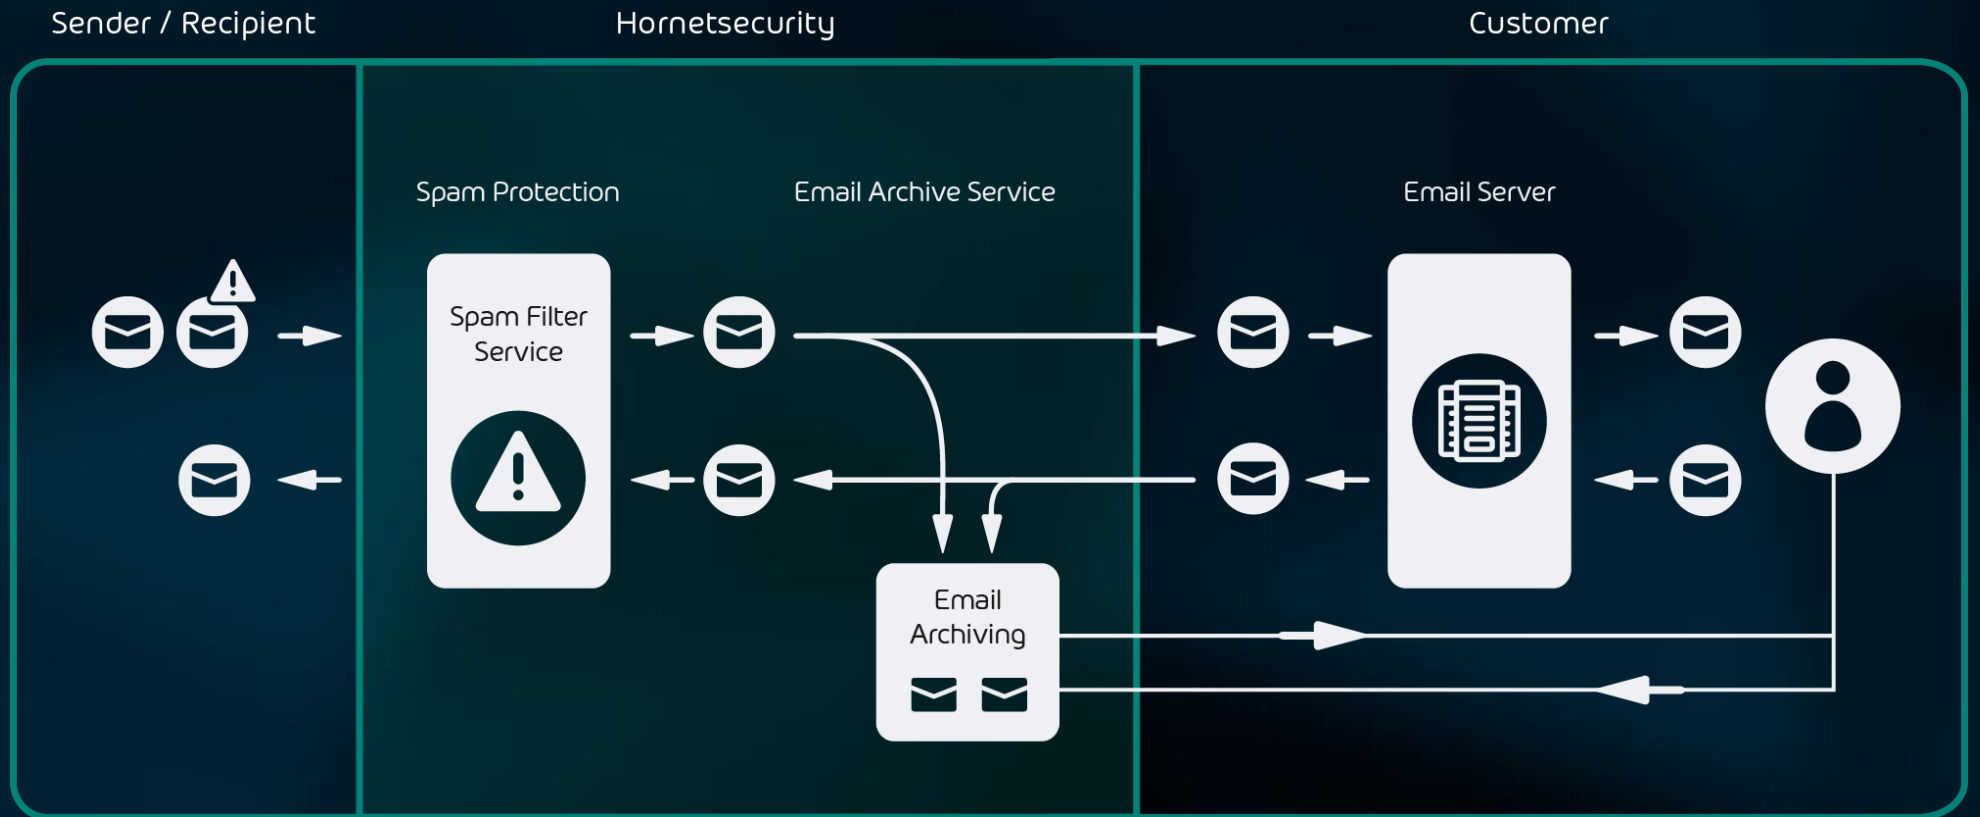 Sender / Recipient
Hornetsecurity
Customer
Spam Protection
Email Archive Service
Email Server
Spam Filter
Service
Email
Archiving